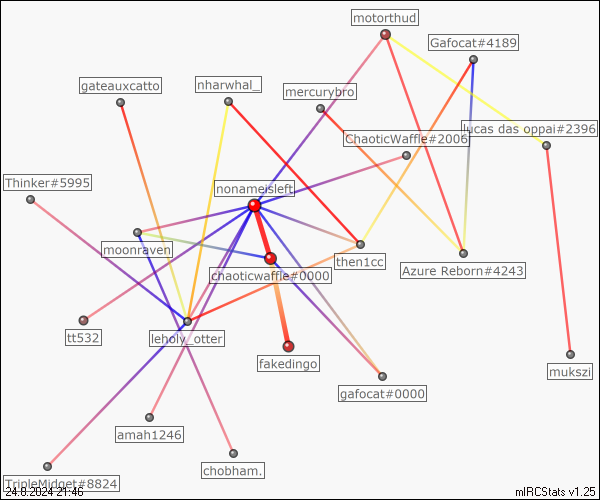 motorthud
Gafocat#4189
gateauxcatto
nharwhal_
mercurybro
lucas das oppai#2396
ChaoticWaffle#2006
Thinker#5995
nonameisleft
moonraven
then1cc
Azure Reborn#4243
chaoticwaffle#0000
tt532
leholy_otter
fakedingo
mukszi
gafocat#0000
amah1246
chobham.
TripleMidget#8824
24.8.2024 21:46
mIRCStats v1.25